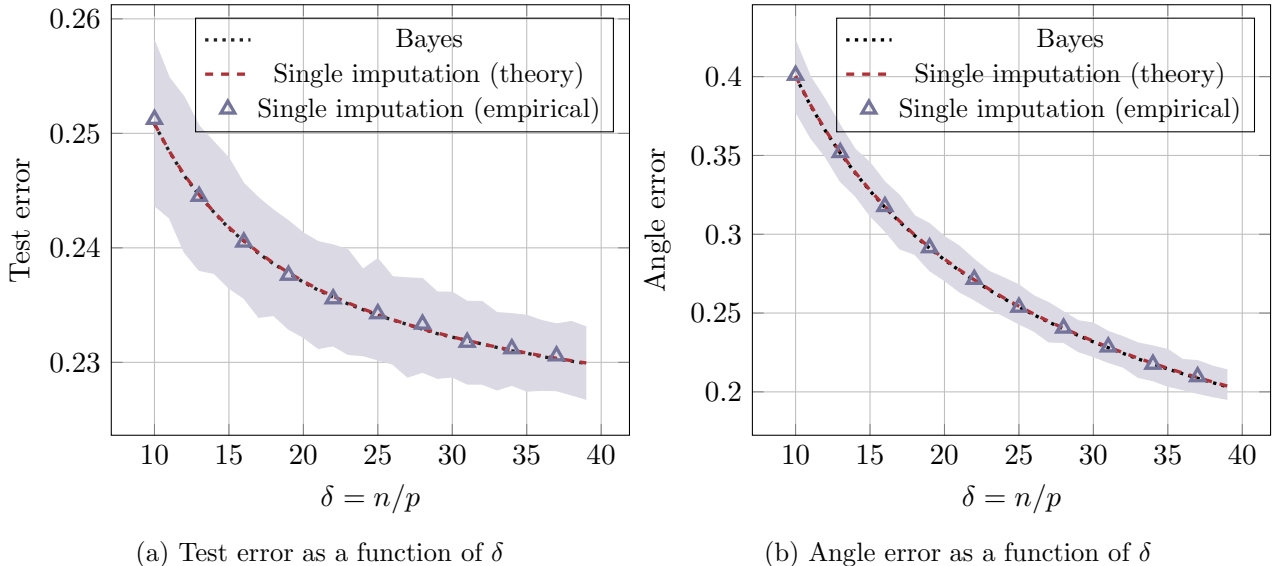 0.26
0.25
0.24
0.23
Test error
Bayes
Single imputation (theory)
Single imputation (empirical)
10 15 20 25 30 35 40
δ = n/p
(a) Test error as a function of δ
0.4
0.35
0.3
0.25
0.2
Angle error
Bayes
Single imputation (theory)
Single imputation (empirical)
10 15 20 25 30 35 40
δ = n/p
(b) Angle error as a function of δ